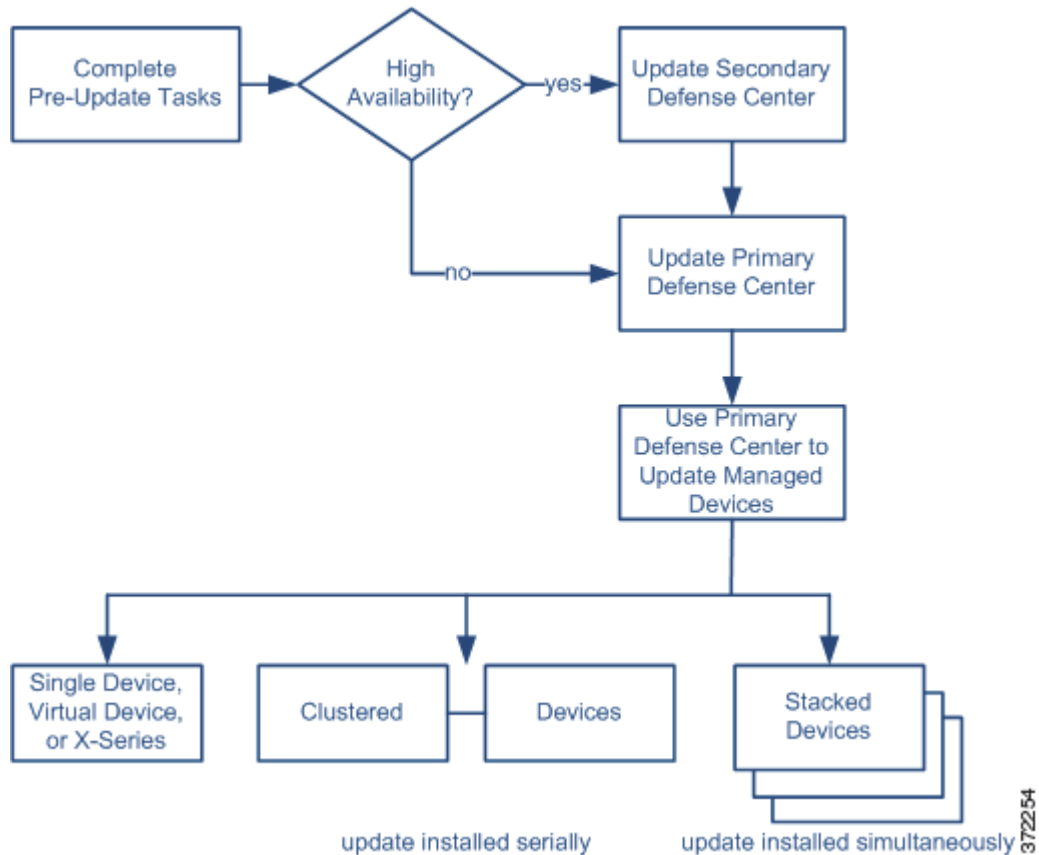 Complete
Pre-Update Tasks
High
Availability?
yes
Update Secondary
Defense Center
no
Update Primary
Defense Center
Use Primary
Defense Center to
Update Managed
Devices
Single Device,
Virtual Device,
or X-Series
Clustered
Devices
Stacked
Devices
update installed serially
update installed simultaneously
372254